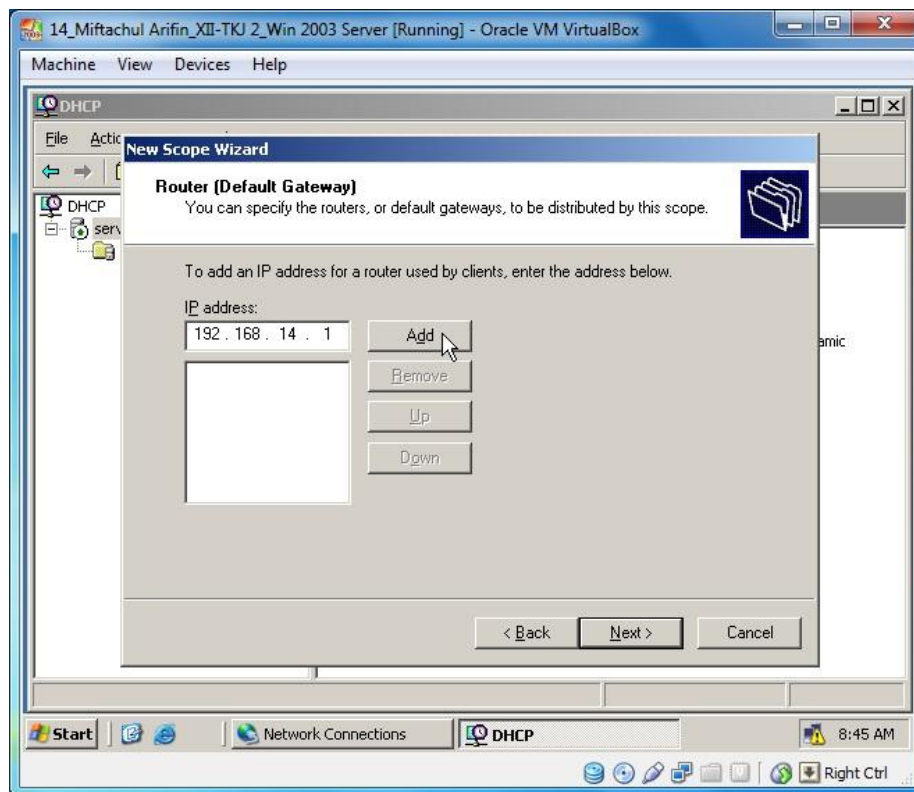 14_Miftachul Arifin_XII-TKJ 2_Win 2003 Server [Running] - Oracle VM VirtualBox
Machine View Devices Help
DHCP
File Actio
New Scope Wizard
Router (Default Gateway)
You can specify the routers, or default gateways, to be distributed by this scope.
DHCP
serv
To add an IP address for a router used by clients, enter the address below.
IP address:
192 . 168 . 14 . 1 Add
amic
Remove
Up
Down
< Back Next > Cancel
Start Network Connections DHCP 8:45 AM
Right Ctrl